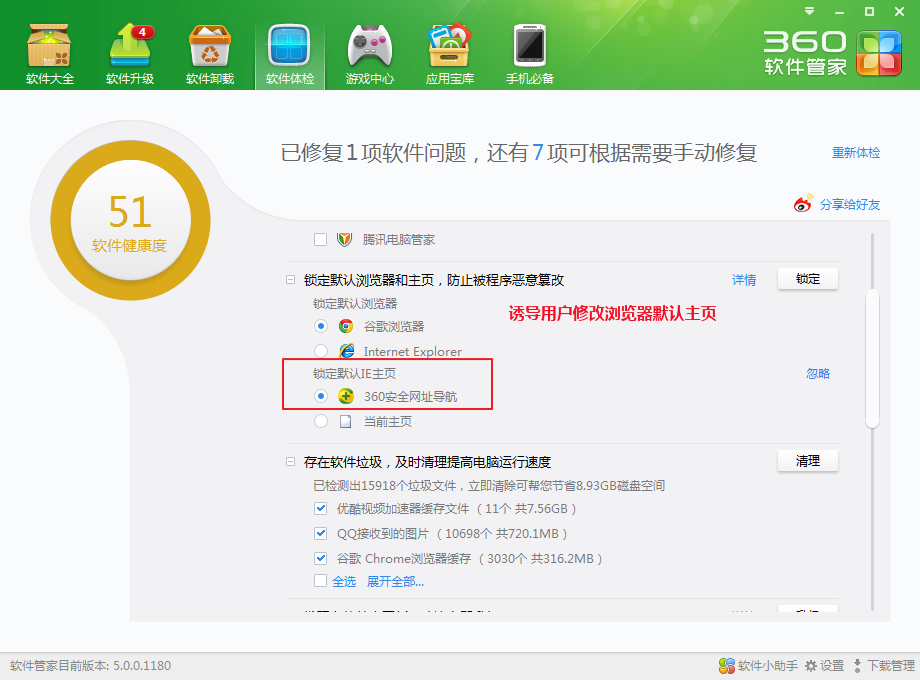 4
软件大全
软件升级
软件卸载
软件体检
游戏中心
应用宝库
手机必备
360
软件管家
已修复1项软件问题，还有7项可根据需要手动修复
重新体检
51
软件健康度
分享给好友
腾讯电脑管家
锁定默认浏览器和主页，防止被程序恶意篡改
详情
锁定
锁定默认浏览器
诱导用户修改浏览器默认主页
谷歌浏览器
Internet Explorer
锁定默认IE主页
忽略
360安全网址导航
当前主页
存在软件垃圾，及时清理提高电脑运行速度
清理
已检测出15918个垃圾文件，立即清除可帮您节省8.93GB磁盘空间
优酷视频加速器缓存文件（11个 共7.56GB）
QQ接收到的图片（10698个 共720.1MB）
谷歌 Chrome浏览器缓存（3030个 共316.2MB）
全选 展开全部...
软件管家目前版本: 5.0.0.1180
软件小助手
设置
下载管理